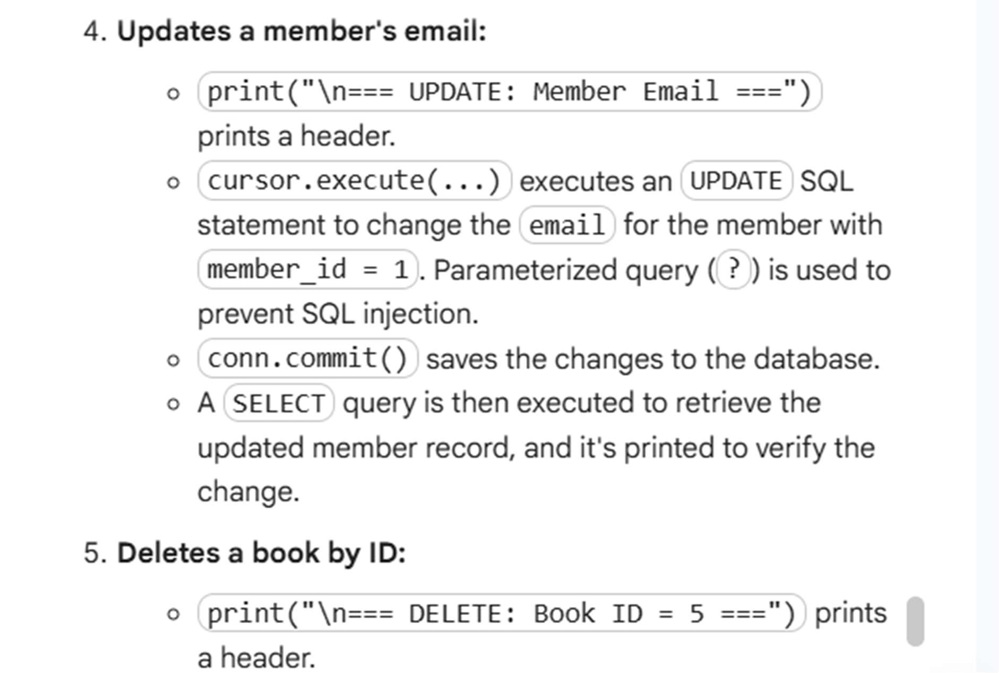 4. Updates a member's email:
○ print("\n=== UPDATE: Member Email ===")
prints a header.
○ cursor.execute(...) executes an UPDATE SQL
statement to change the email for the member with
member_id = 1. Parameterized query (?) is used to
prevent SQL injection.
○ conn.commit() saves the changes to the database.
○ A SELECT query is then executed to retrieve the
updated member record, and it's printed to verify the
change.
5. Deletes a book by ID:
○ print("\n=== DELETE: Book ID = 5 ===") prints
a header.